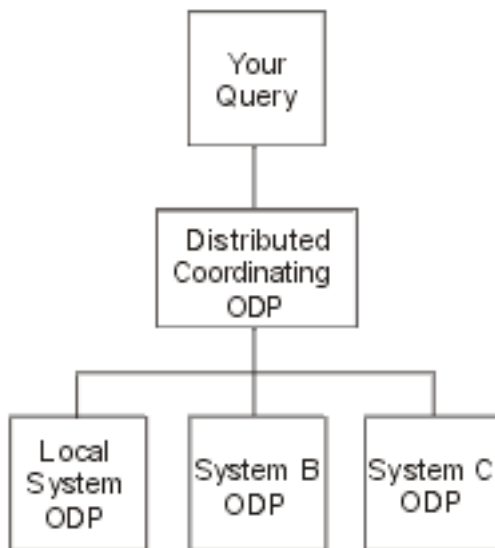 Your
Query
Distributed
Coordinating
ODP
Local
System
ODP
System B
ODP
System C
ODP